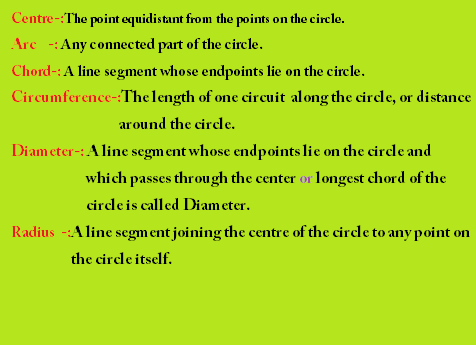 Centre-:The point equidistant from the points on the circle.
Arc -: Any connected part of the circle.
Chord-: A line segment whose endpoints lie on the circle.
Circumference-:The length of one circuit along the circle, or distance
around the circle.
Diameter-: A line segment whose endpoints lie on the circle and
which passes through the center or longest chord of the
circle is called Diameter.
Radius -:A line segment joining the centre of the circle to any point on
the circle itself.